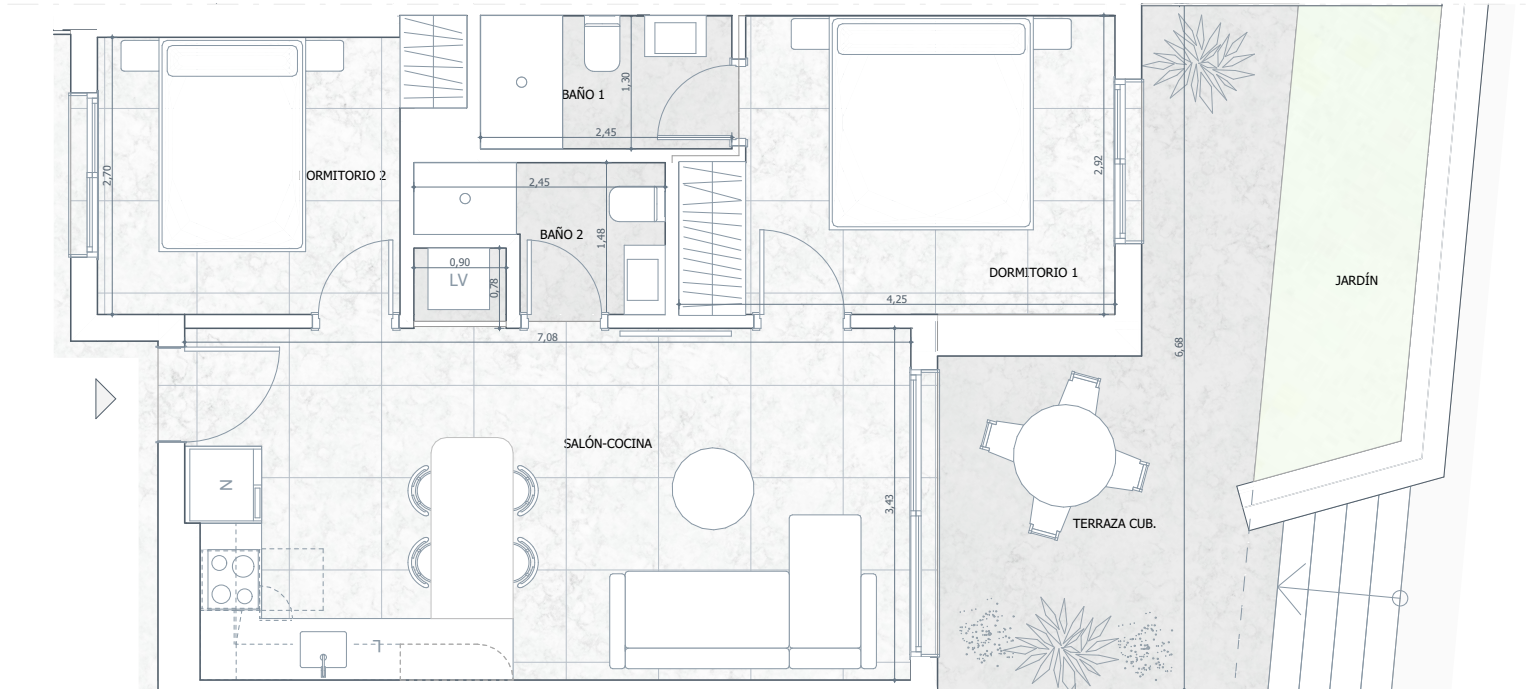 BAÑO 1
1,30
2,45
2,70
ORMITORIO 2
2,92
2,45
BAÑO 2
1,48
0,90
LV
0,78
DORMITORIO 1
4,25
JARDÍN
7,08
6,68
SALÓN-COCINA
N
3,43
TERRAZA CUB.
L